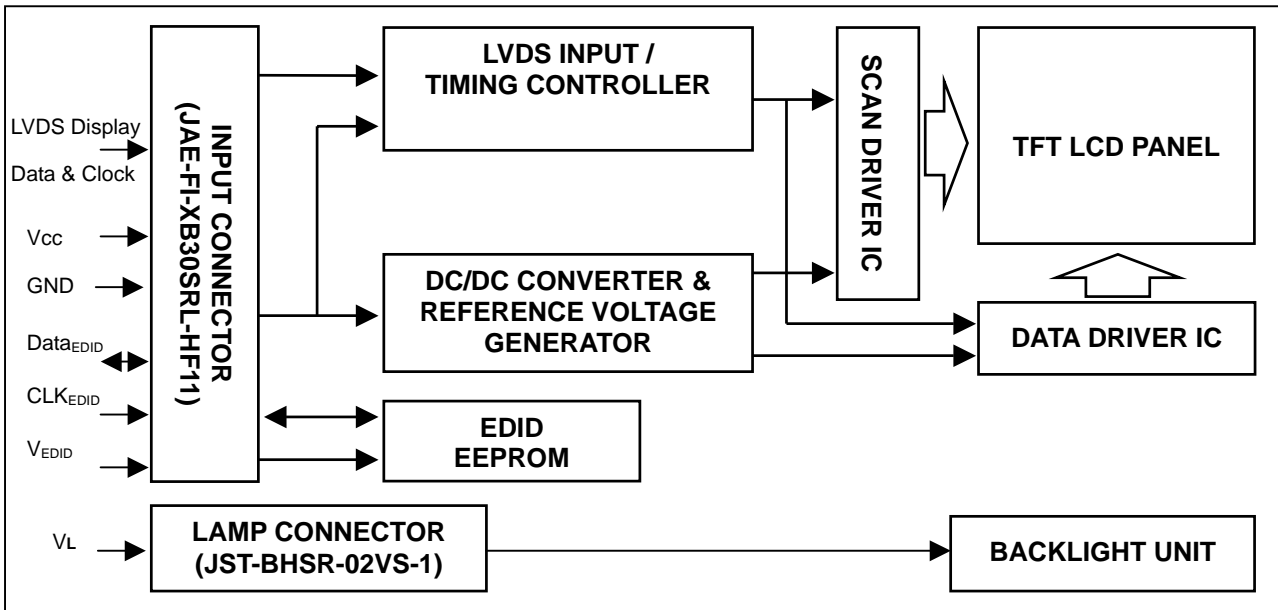 LVDS Display
Data & Clock
Vcc
GND
DataEDID
CLKEDID
VEDID
VL
INPUT CONNECTOR
(JAE-FI-XB30SRL-HF11)
LVDS INPUT /
TIMING CONTROLLER
DC/DC CONVERTER &
REFERENCE VOLTAGE
GENERATOR
EDID
EEPROM
LAMP CONNECTOR
(JST-BHSR-02VS-1)
SCAN DRIVER IC
TFT LCD PANEL
DATA DRIVER IC
BACKLIGHT UNIT